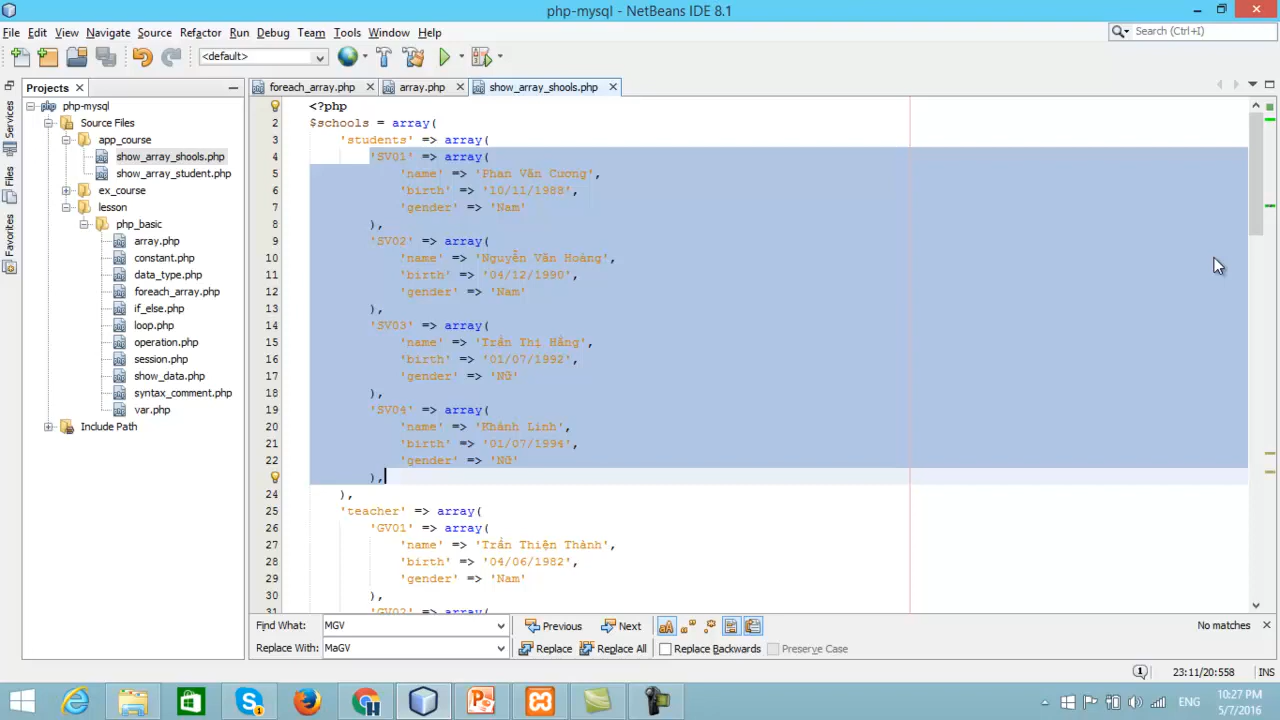 php-mysql - NetBeans IDE 8.1
File Edit View Navigate Source Refactor Run Debug Team Tools Window Help
Search (Ctrl+I)
<default>
Projects
foreach_array.php
array.php
show_array_shools.php
Services
Files
Favorites
php-mysql
Source Files
app_course
show_array_shools.php
show_array_student.php
ex_course
lesson
php_basic
array.php
constant.php
data_type.php
foreach_array.php
if_else.php
loop.php
operation.php
session.php
show_data.php
syntax_comment.php
var.php
Include Path
<?php
2 $schools = array(
3 'students' => array(
4 'SV01' => array(
5 'name' => 'Phan Văn Cương',
6 'birth' => '10/11/1988',
7 'gender' => 'Nam'
8 ),
9 'SV02' => array(
10 'name' => 'Nguyễn Văn Hoàng',
11 'birth' => '04/12/1990',
12 'gender' => 'Nam'
13 ),
14 'SV03' => array(
15 'name' => 'Trần Thị Hằng',
16 'birth' => '01/07/1992',
17 'gender' => 'Nữ'
18 ),
19 'SV04' => array(
20 'name' => 'Khánh Linh',
21 'birth' => '01/07/1994',
22 'gender' => 'Nữ'
),
24 ),
25 'teacher' => array(
26 'GV01' => array(
27 'name' => 'Trần Thiện Thành',
28 'birth' => '04/06/1982',
29 'gender' => 'Nam'
30 ),
31 'GV02' => array(
Find What: MGV Previous Next No matches
Replace With: MaGV Replace Replace All Replace Backwards Preserve Case
23:11/20:558 INS
ENG
10:27 PM
5/7/2016